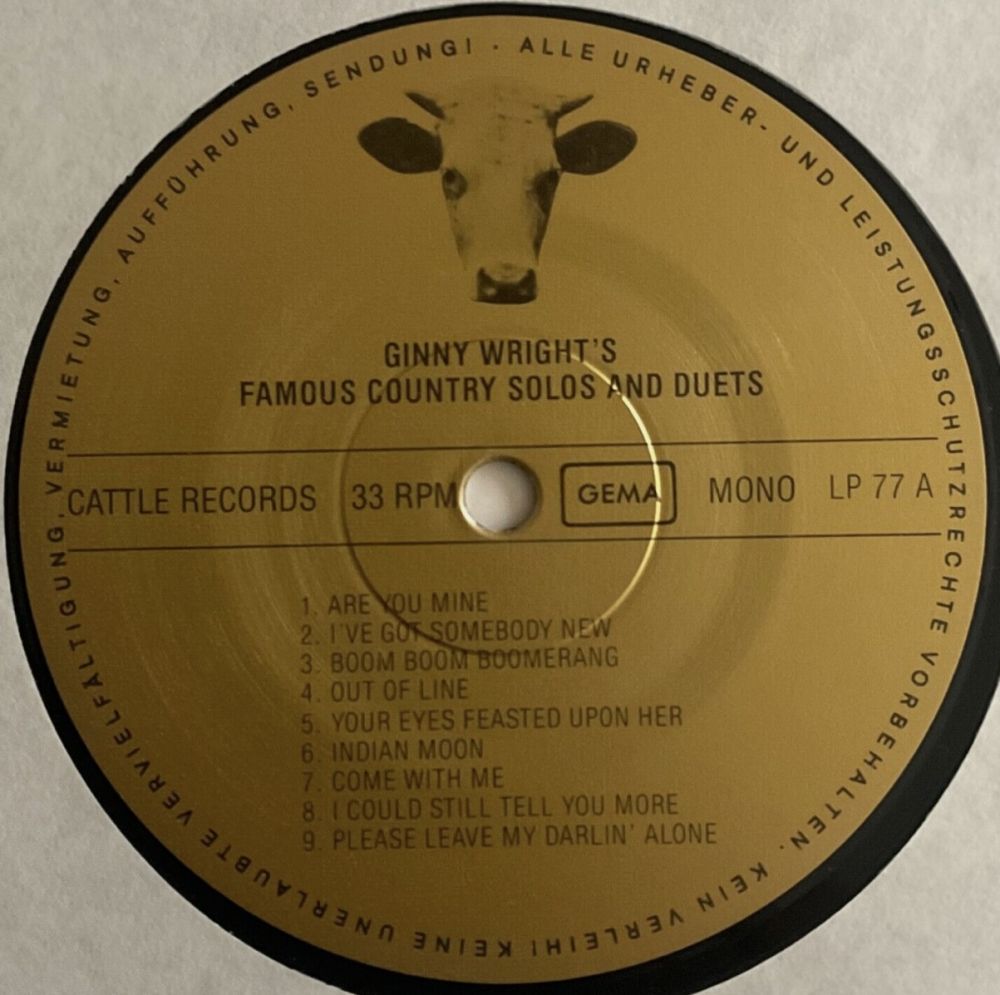 ALLE URHEBER- UND LEISTUNGSSCHUTZRECHTE VORBEHALTEN · KEIN VERLEIH! KEINE UNERLAUBTE VERVIELFÄLTIGUNG, VERMIETUNG, AUFFÜHRUNG, SENDUNG! ·
GINNY WRIGHT'S
FAMOUS COUNTRY SOLOS AND DUETS
CATTLE RECORDS 33 RPM GEMA MONO LP 77 A
1. ARE YOU MINE
2. I'VE GOT SOMEBODY NEW
3. BOOM BOOM BOOMERANG
4. OUT OF LINE
5. YOUR EYES FEASTED UPON HER
6. INDIAN MOON
7. COME WITH ME
8. I COULD STILL TELL YOU MORE
9. PLEASE LEAVE MY DARLIN' ALONE